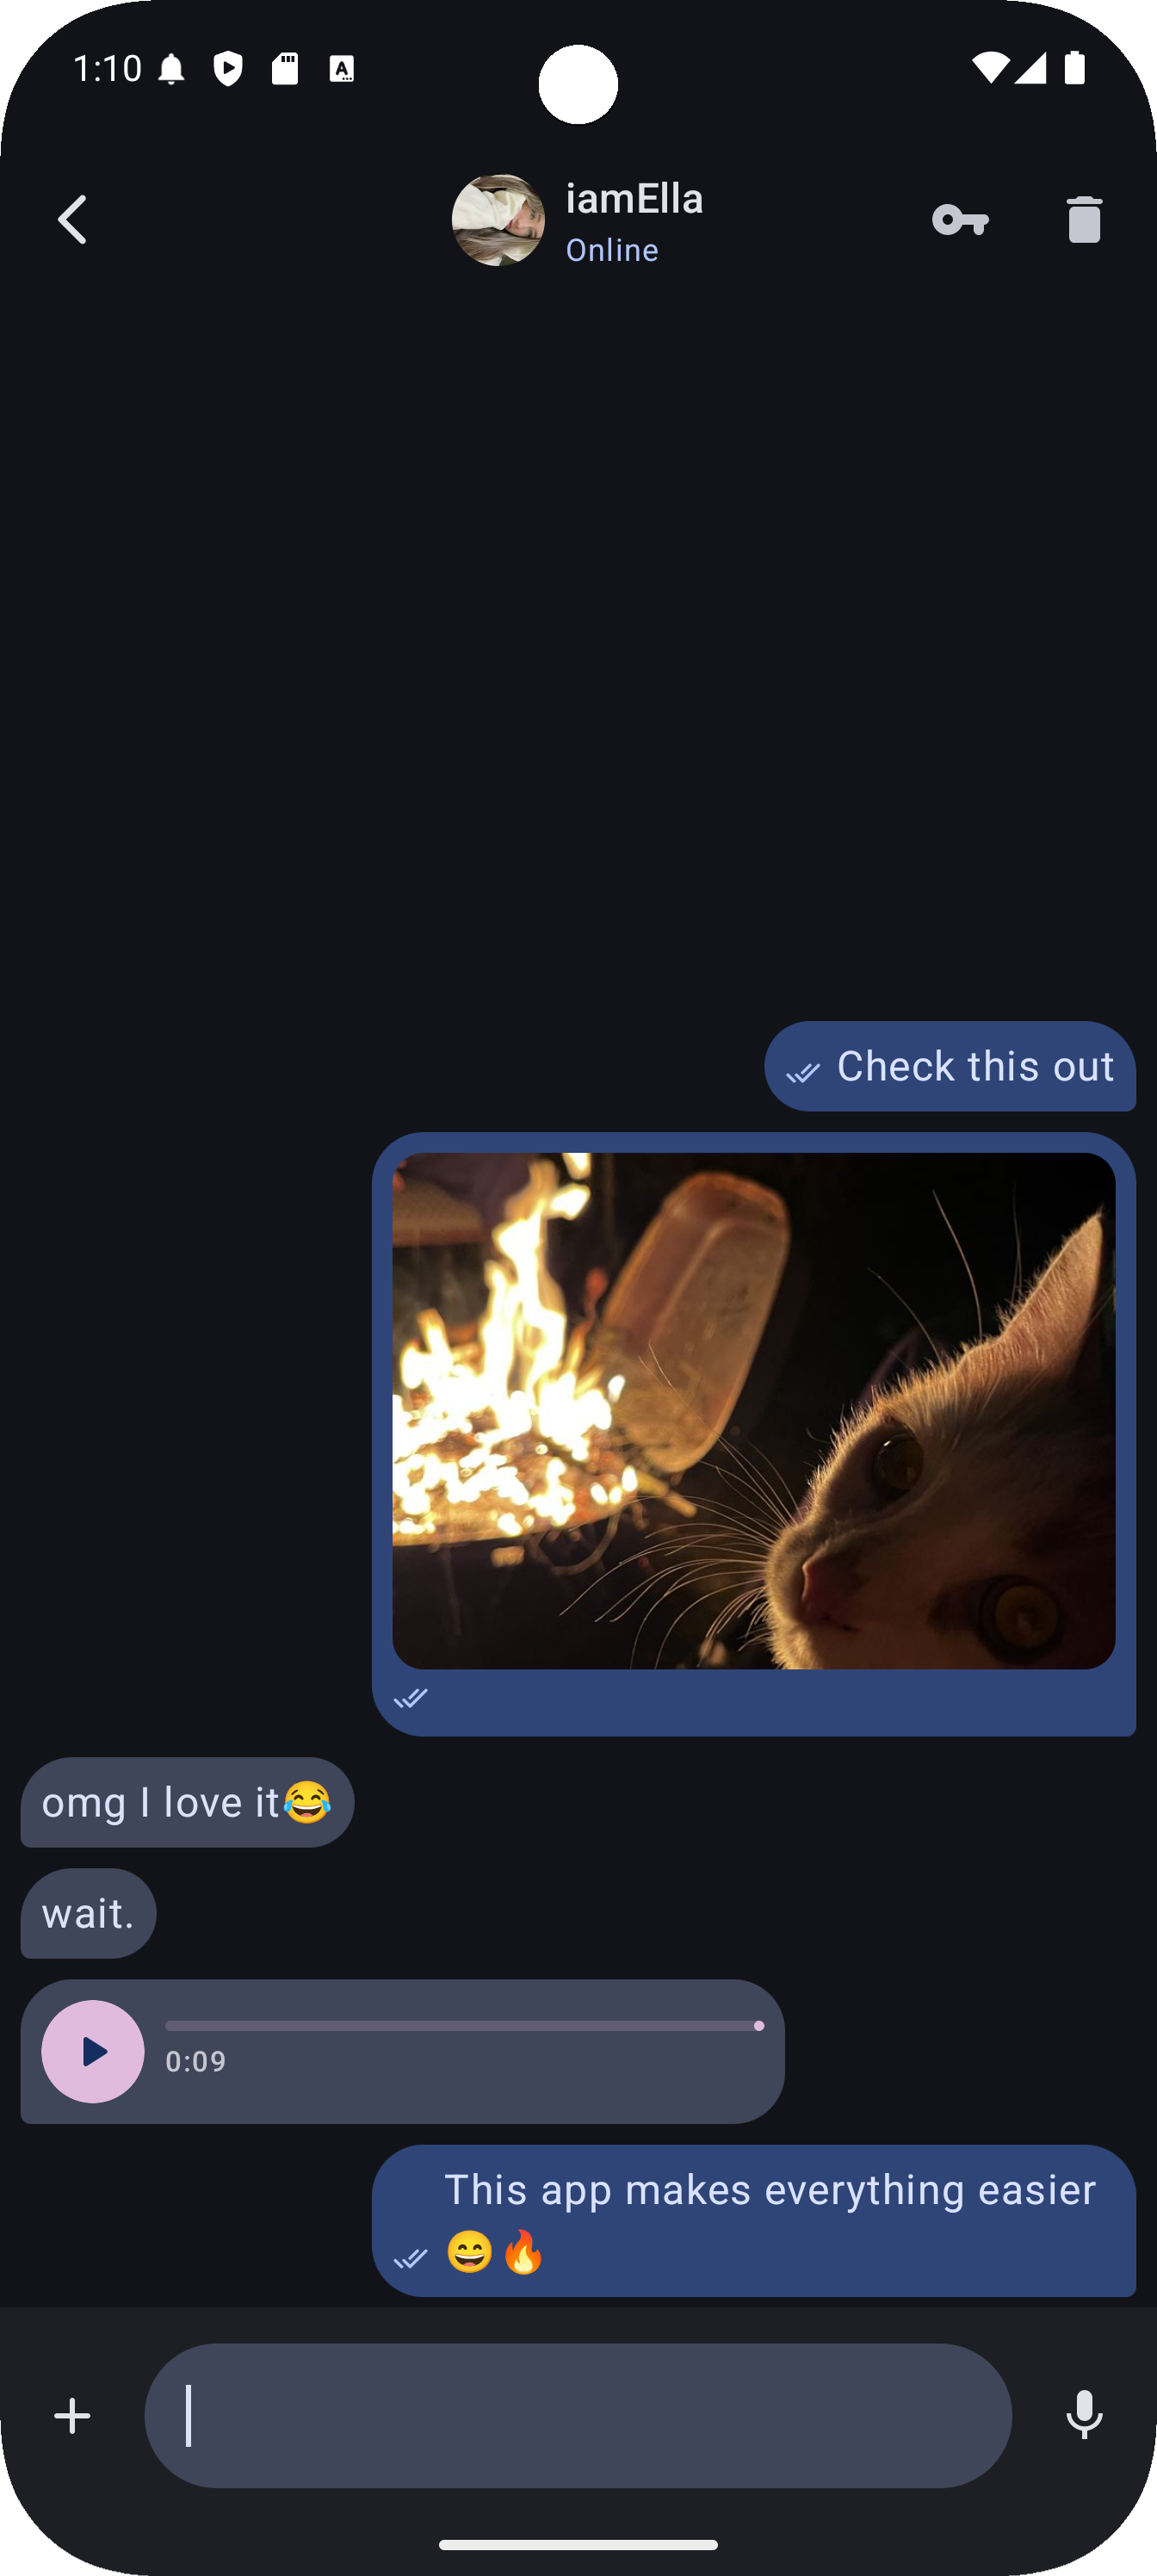 1:10
iamElla
Online
Check this out
omg I love it😂
wait.
0:09
This app makes everything easier
😄🔥